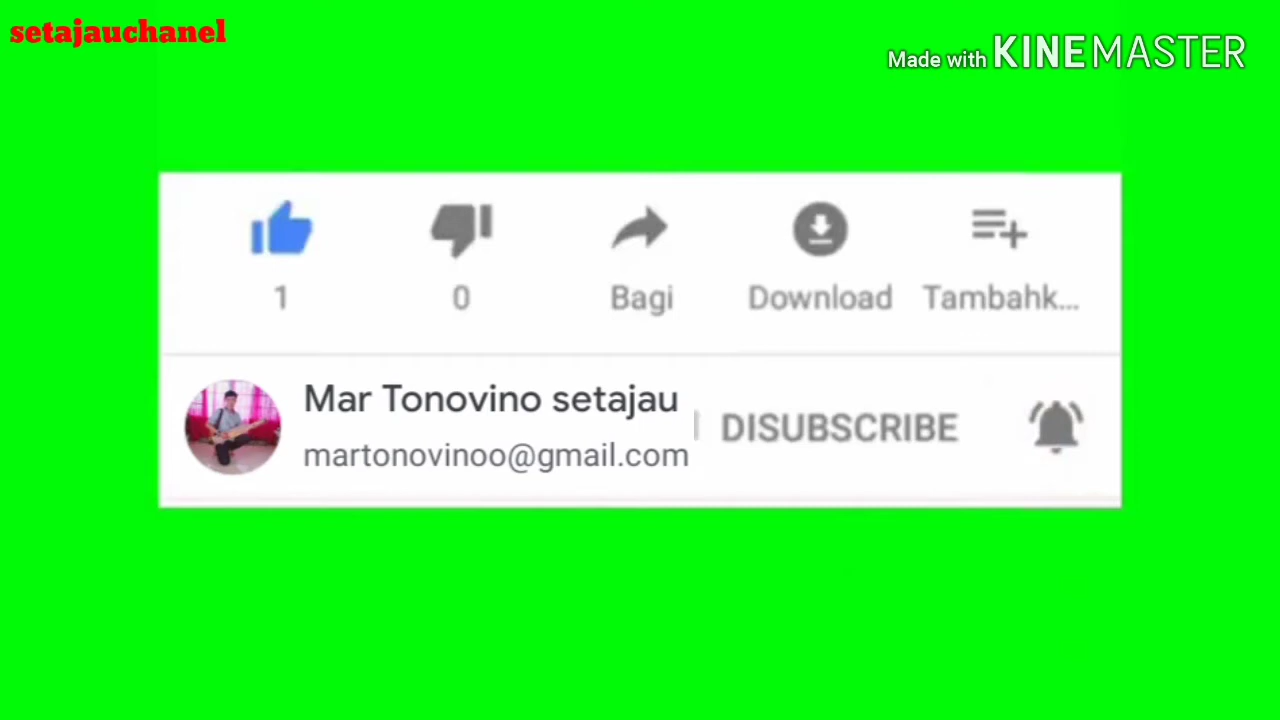 setajauchanel
Made with KINEMASTER
1
0
Bagi
Download
Tambahk...
Mar Tonovino setajau
martonovinoo@gmail.com
DISUBSCRIBE